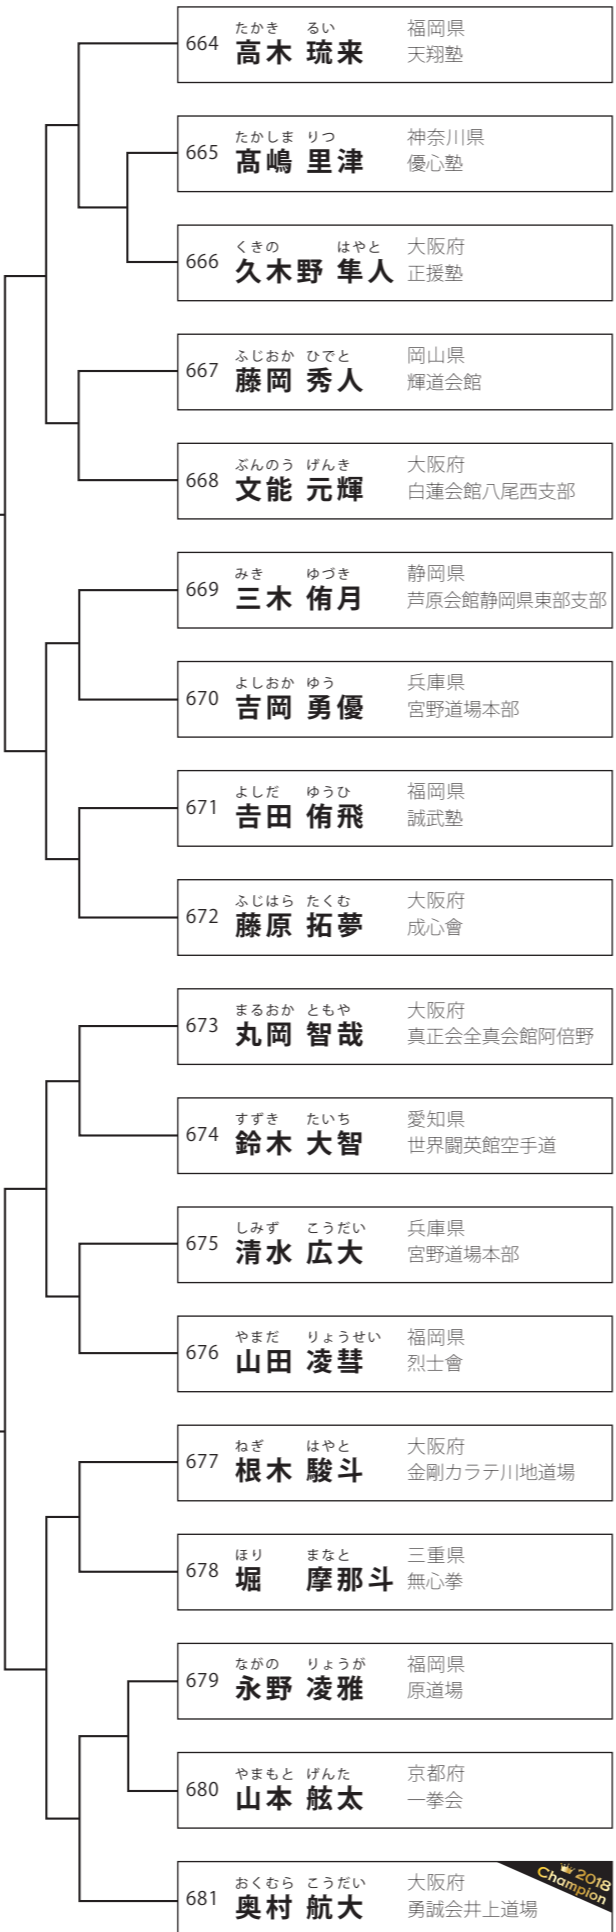 たかき るい
664 高木 琉来
福岡県
天翔塾
たかしま りつ
665 髙嶋 里津
神奈川県
優心塾
くきの はやと
666 久木野 隼人
大阪府
正援塾
ふじおか ひでと
667 藤岡 秀人
岡山県
輝道会館
ぶんのう げんき
668 文能 元輝
大阪府
白蓮会館八尾西支部
みき ゆづき
669 三木 侑月
静岡県
芦原会館静岡県東部支部
よしおか ゆう
670 吉岡 勇優
兵庫県
宮野道場本部
よしだ ゆうひ
671 𠮷田 侑飛
福岡県
誠武塾
ふじはら たくむ
672 藤原 拓夢
大阪府
成心會
まるおか ともや
673 丸岡 智哉
大阪府
真正会全真会館阿倍野
すずき たいち
674 鈴木 大智
愛知県
世界闘英館空手道
しみず こうだい
675 清水 広大
兵庫県
宮野道場本部
やまだ りょうせい
676 山田 凌彗
福岡県
烈士會
ねぎ はやと
677 根木 駿斗
大阪府
金剛カラテ川地道場
ほり まなと
678 堀 摩那斗
三重県
無心拳
ながの りょうが
679 永野 凌雅
福岡県
原道場
やまもと げんた
680 山本 舷太
京都府
一拳会
おくむら こうだい
681 奥村 航大
大阪府
勇誠会井上道場
2018
Champion